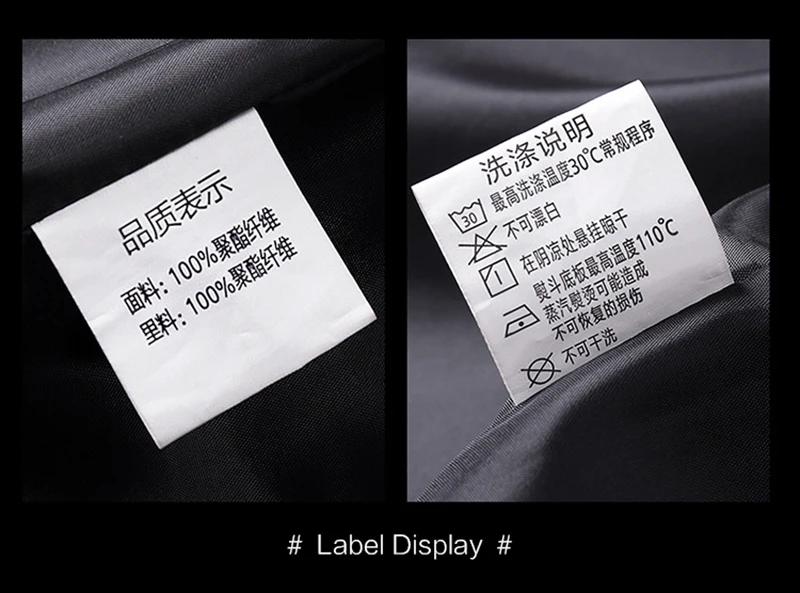 品质表示
面料：100%聚酯纤维
里料：100%聚酯纤维
洗涤说明
最高洗涤温度30℃常规程序
30
不可漂白
在阴凉处悬挂晾干
熨斗底板最高温度110℃
蒸汽熨烫可能造成
不可恢复的损伤
不可干洗
# Label Display #